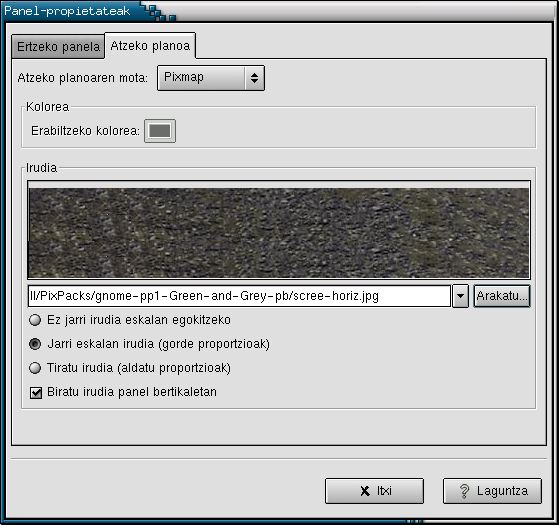 Panel-propietateak
Ertzeko panela
Atzeko planoa
Atzeko planoaren mota: Pixmap
Kolorea
Erabiltzeko kolorea:
Irudia
ll/PixPacks/gnome-pp1-Green-and-Grey-pb/scree-horiz.jpg
Arakatu...
Ez jarri irudia eskalan egokitzeko
Jarri eskalan irudia (gorde proportzioak)
Tiratu irudia (aldatu proportzioak)
Biratu irudia panel bertikaletan
Itxi
Laguntza